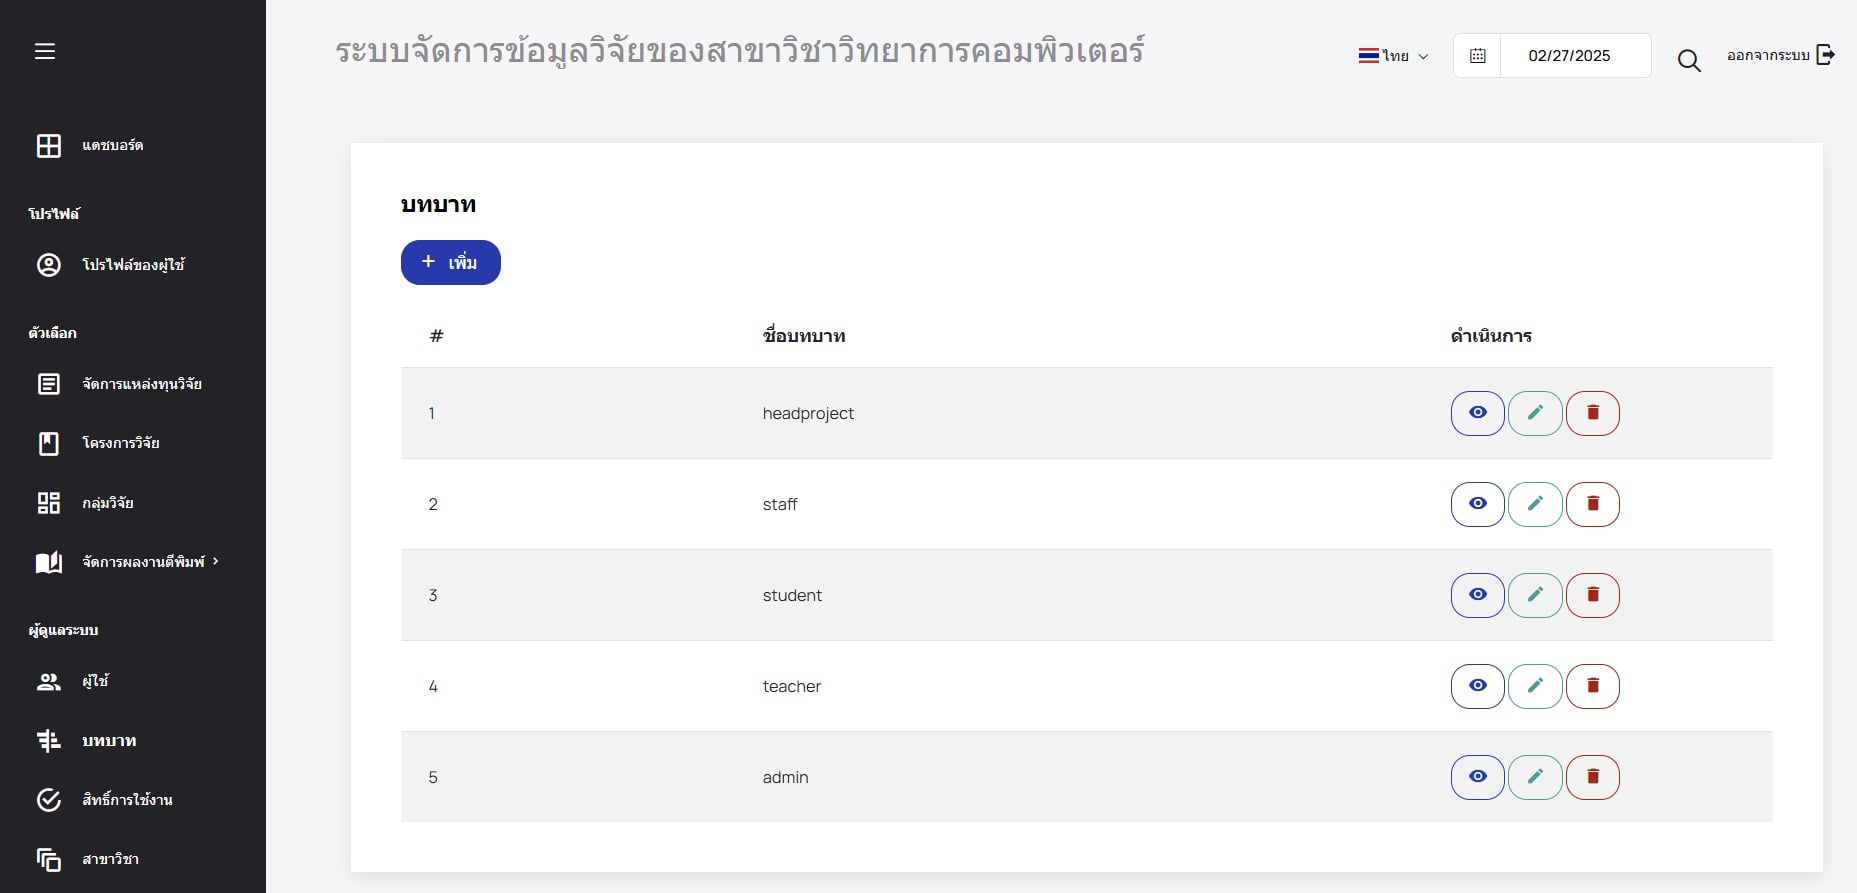 ระบบจัดการข้อมูลวิจัยของสาขาวิชาวิทยาการคอมพิวเตอร์
ไทย
02/27/2025
ออกจากระบบ
แดชบอร์ด
โปรไฟล์
โปรไฟล์ของผู้ใช้
ตัวเลือก
จัดการแหล่งทุนวิจัย
โครงการวิจัย
กลุ่มวิจัย
จัดการผลงานตีพิมพ์
ผู้ดูแลระบบ
ผู้ใช้
บทบาท
สิทธิ์การใช้งาน
สาขาวิชา
บทบาท
+ เพิ่ม
# ชื่อบทบาท ดำเนินการ
1 headproject
2 staff
3 student
4 teacher
5 admin